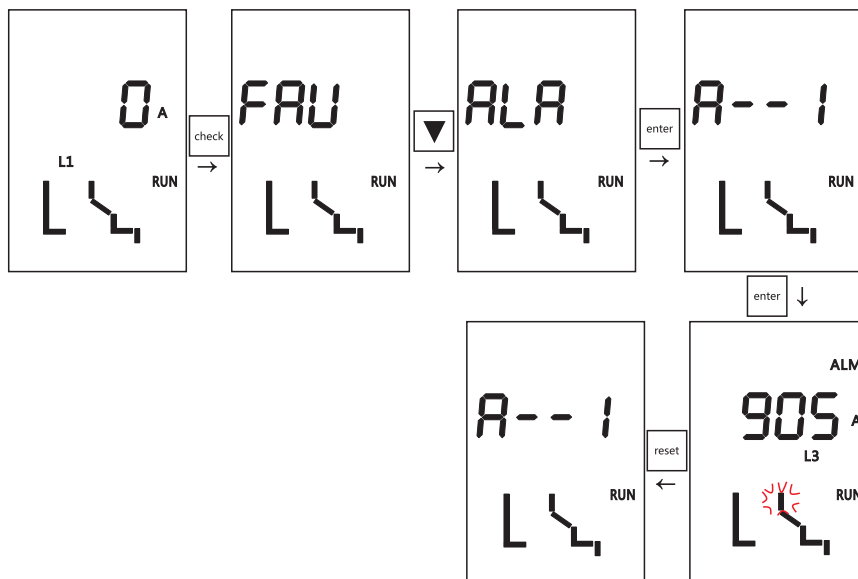 0 A
L1
RUN
check
→
FAU
RUN
▼
→
ALA
RUN
enter
→
A--1
RUN
enter ↓
ALM
905 A
L3
RUN
reset
←
A--1
RUN